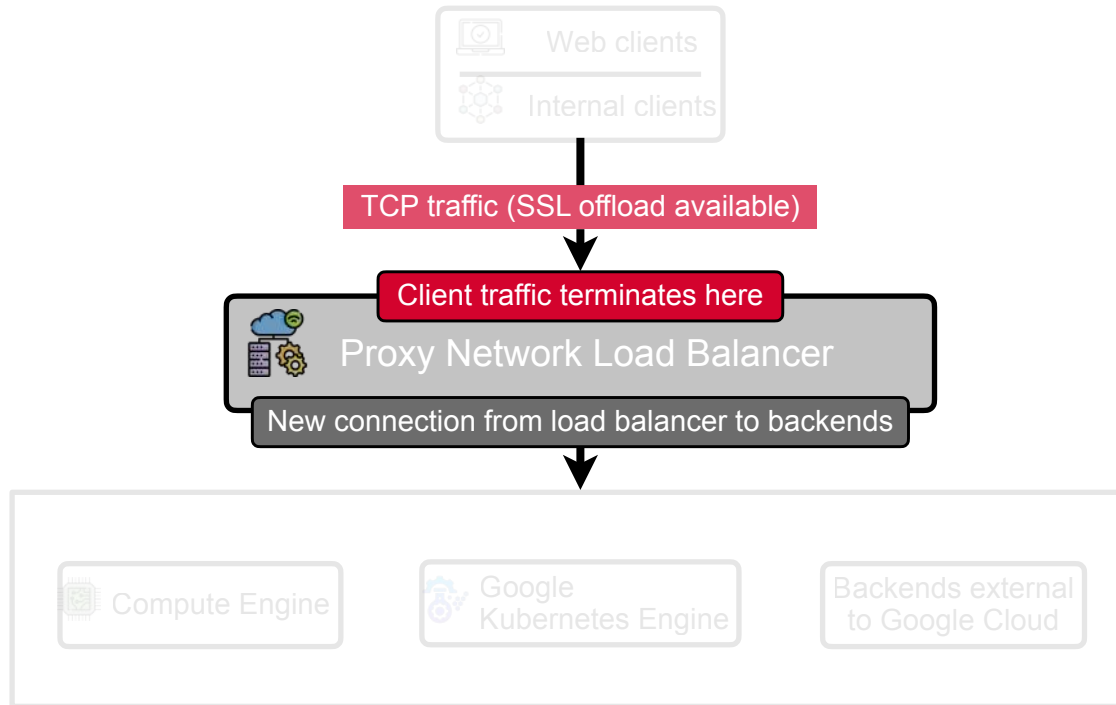 Web clients
Internal clients
TCP traffic (SSL offload available)
Client traffic terminates here
Proxy Network Load Balancer
New connection from load balancer to backends
Compute Engine
Google
Kubernetes Engine
Backends external
to Google Cloud